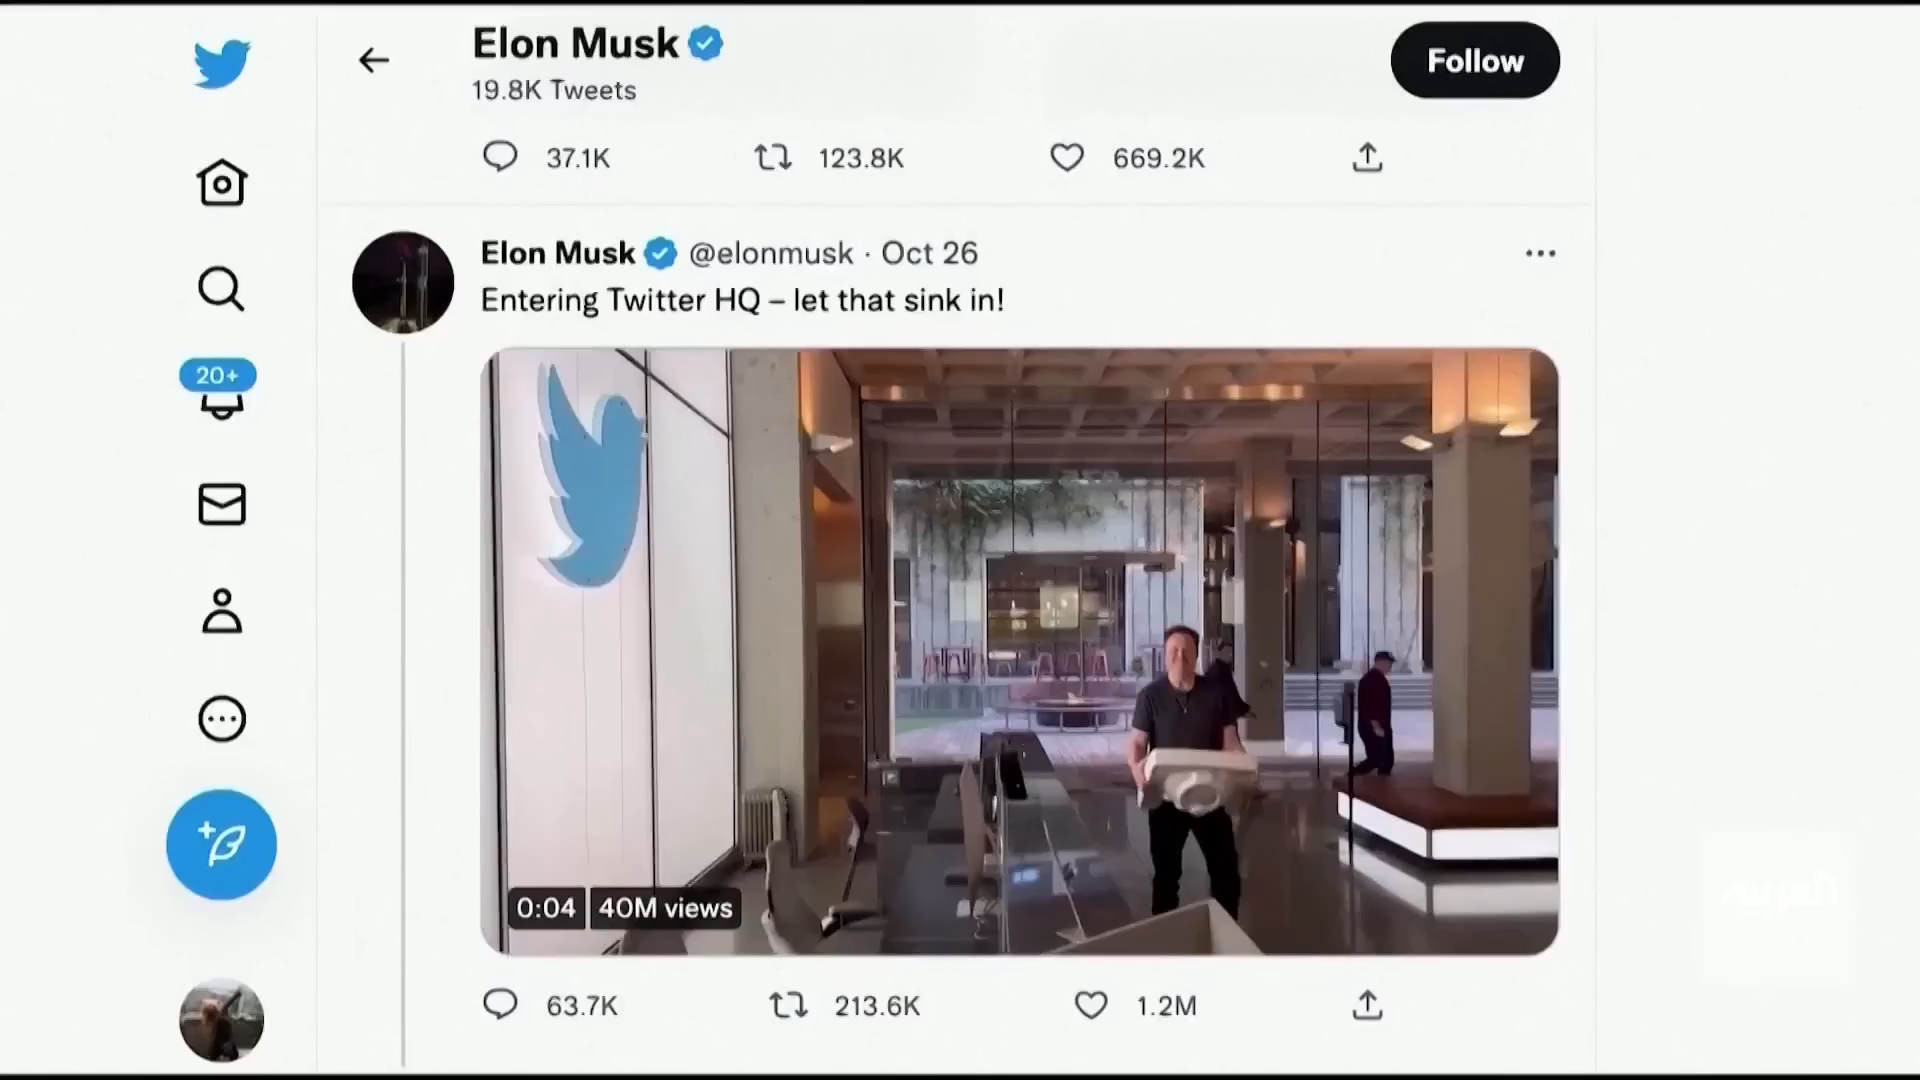 Elon Musk
19.8K Tweets
Follow
37.1K 123.8K 669.2K
Elon Musk @elonmusk · Oct 26
Entering Twitter HQ – let that sink in!
20+
0:04 40M views
63.7K 213.6K 1.2M
العربية